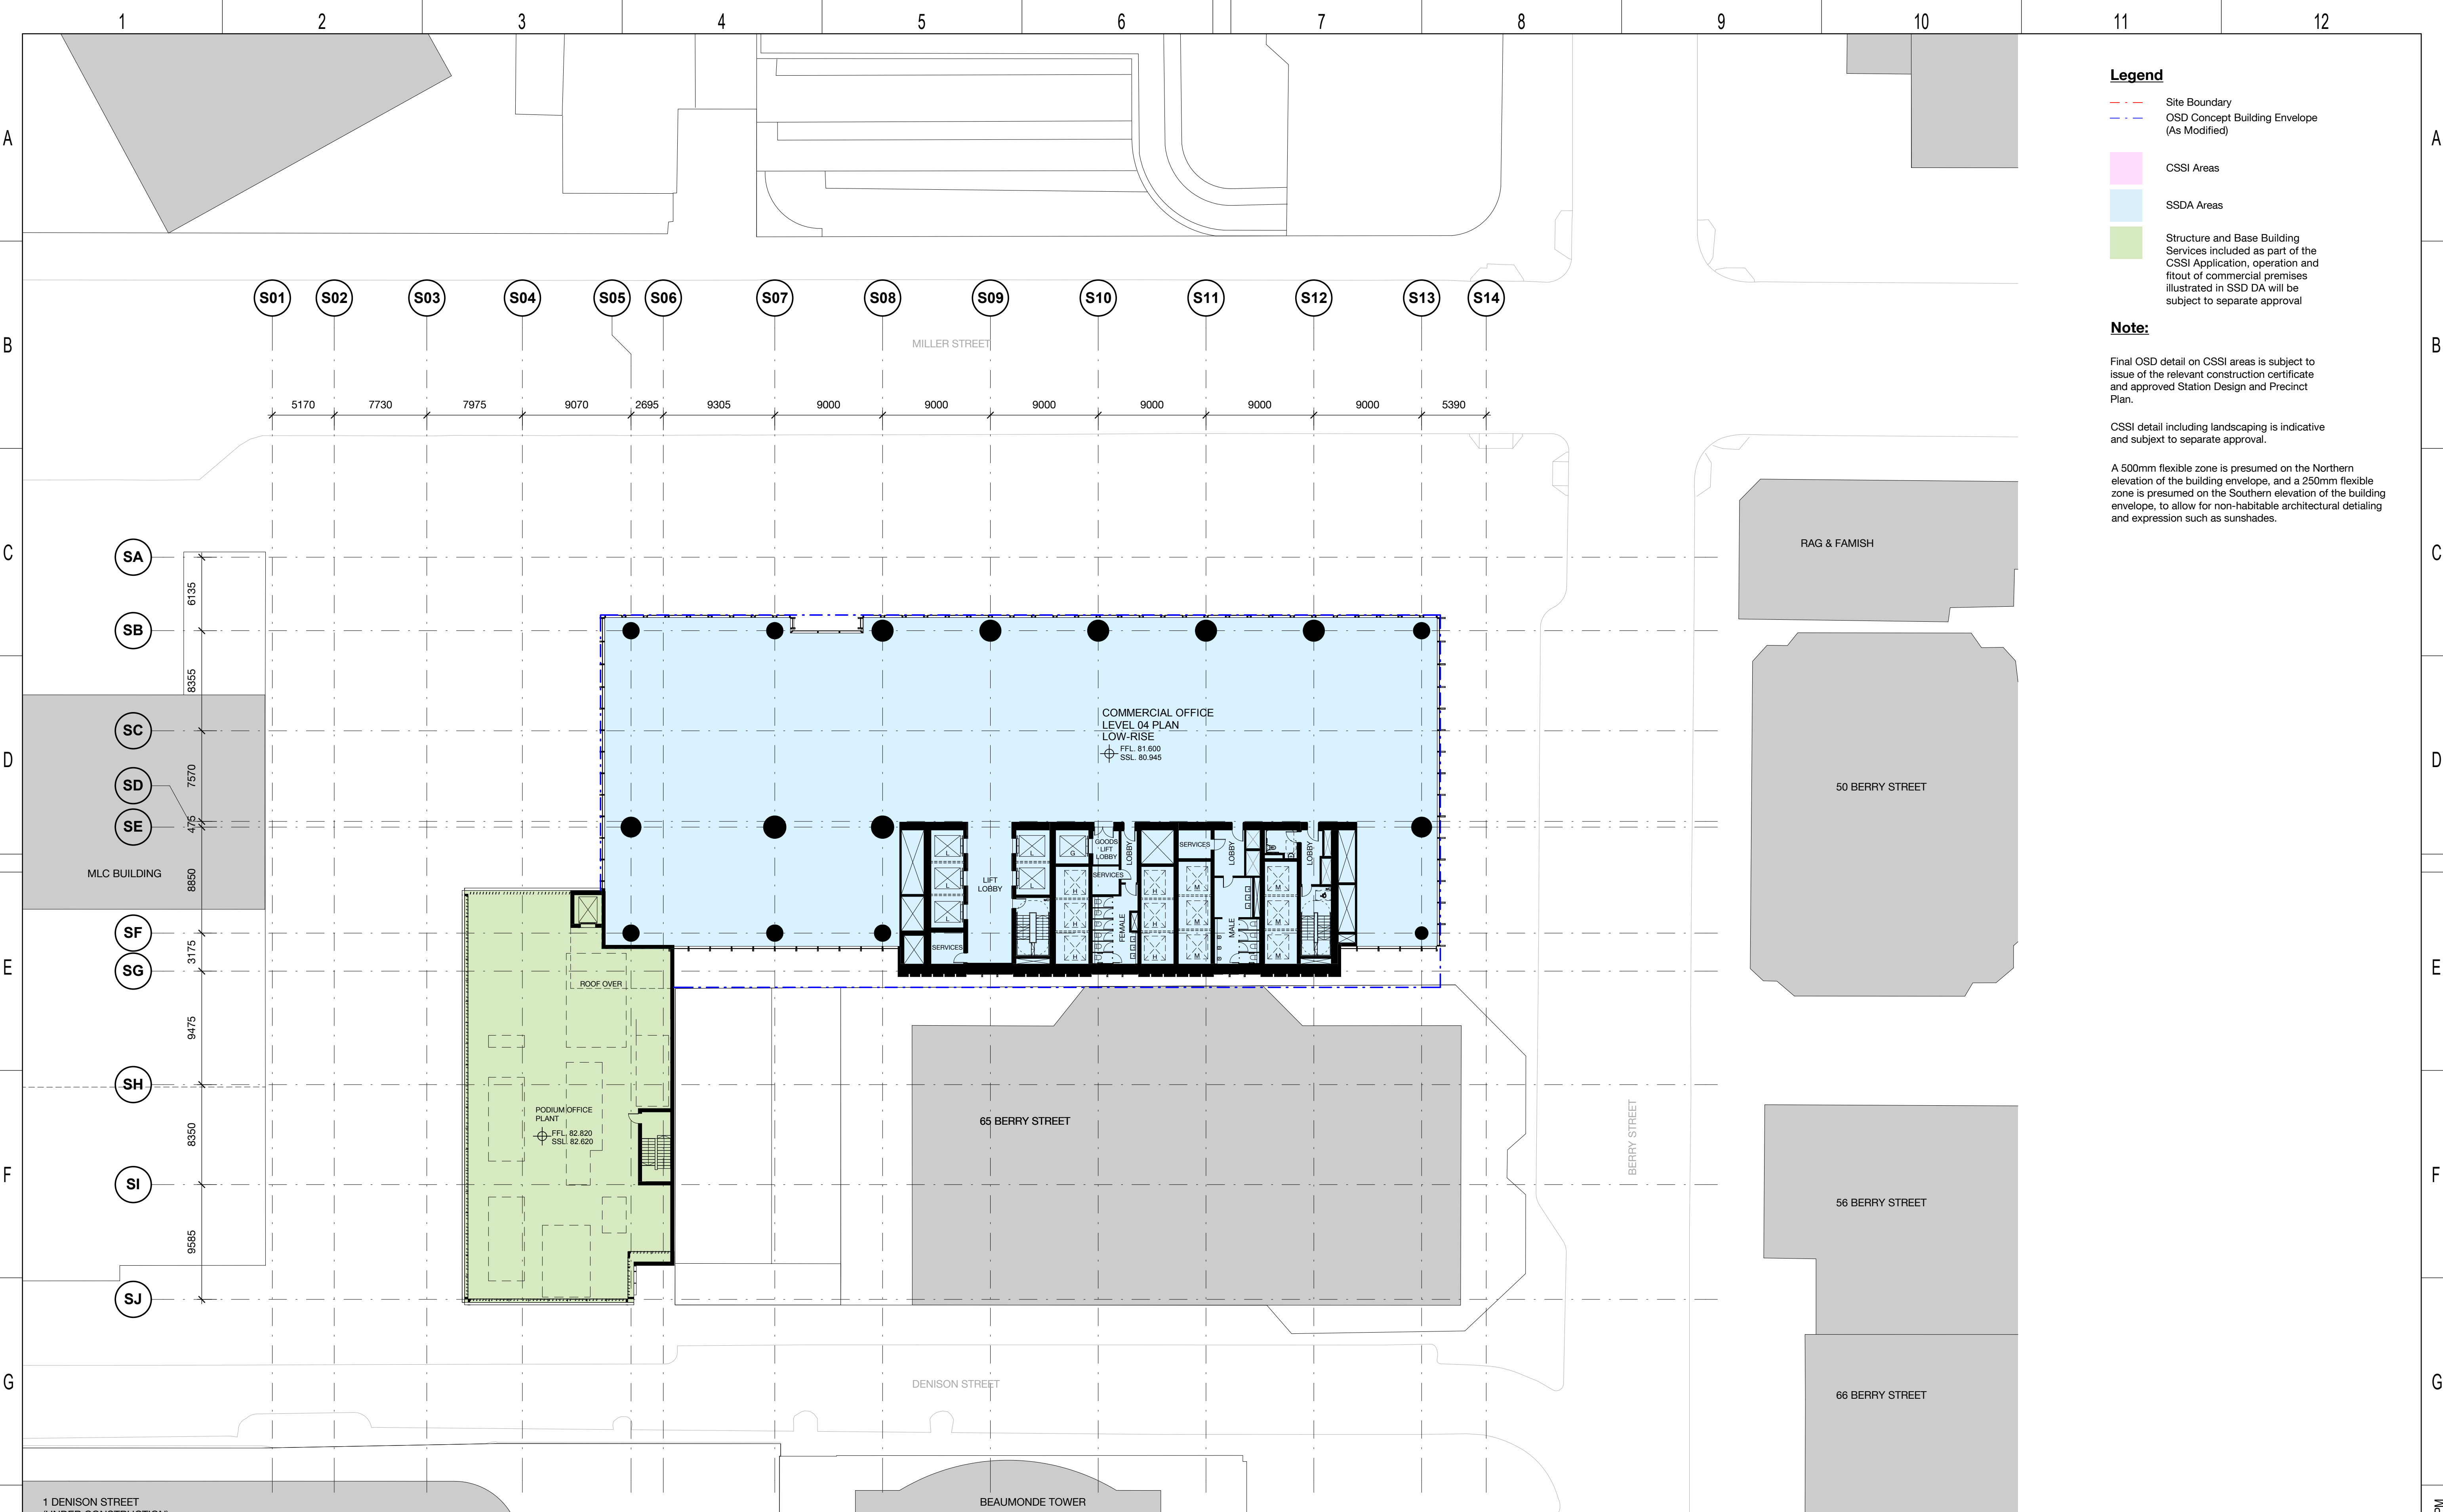 1 2 3 4 5 6 7 8 9 10 11 12
A A
B B
C C
D D
E E
F F
G G
Legend
Site Boundary
OSD Concept Building Envelope
(As Modified)
CSSI Areas
SSDA Areas
Structure and Base Building
Services included as part of the
CSSI Application, operation and
fitout of commercial premises
illustrated in SSD DA will be
subject to separate approval
Note:
Final OSD detail on CSSI areas is subject to
issue of the relevant construction certificate
and approved Station Design and Precinct
Plan.
CSSI detail including landscaping is indicative
and subjext to separate approval.
A 500mm flexible zone is presumed on the Northern
elevation of the building envelope, and a 250mm flexible
zone is presumed on the Southern elevation of the building
envelope, to allow for non-habitable architectural detialing
and expression such as sunshades.
S01 S02 S03 S04 S05 S06 S07 S08 S09 S10 S11 S12 S13 S14
MILLER STREET
5170 7730 7975 9070 2695 9305 9000 9000 9000 9000 9000 9000 5390
SA
SB
SC
SD
SE
SF
SG
SH
SI
SJ
6135
8355
7570
475
8850
3175
9475
8350
9585
MLC BUILDING
RAG & FAMISH
50 BERRY STREET
COMMERCIAL OFFICE
LEVEL 04 PLAN
LOW-RISE
FFL. 81.600
SSL. 80.945
L
L
L
LIFT
LOBBY
L
L
SERVICES
G
H
H
H
GOODS
LIFT
LOBBY
LOBBY
SERVICES
FEMALE
H
H
H
SERVICES
M
M
M
LOBBY
MALE
M
M
M
LOBBY
ROOF OVER
PODIUM OFFICE
PLANT
FFL. 82.820
SSL. 82.620
65 BERRY STREET
BERRY STREET
56 BERRY STREET
66 BERRY STREET
DENISON STREET
1 DENISON STREET
BEAUMONDE TOWER